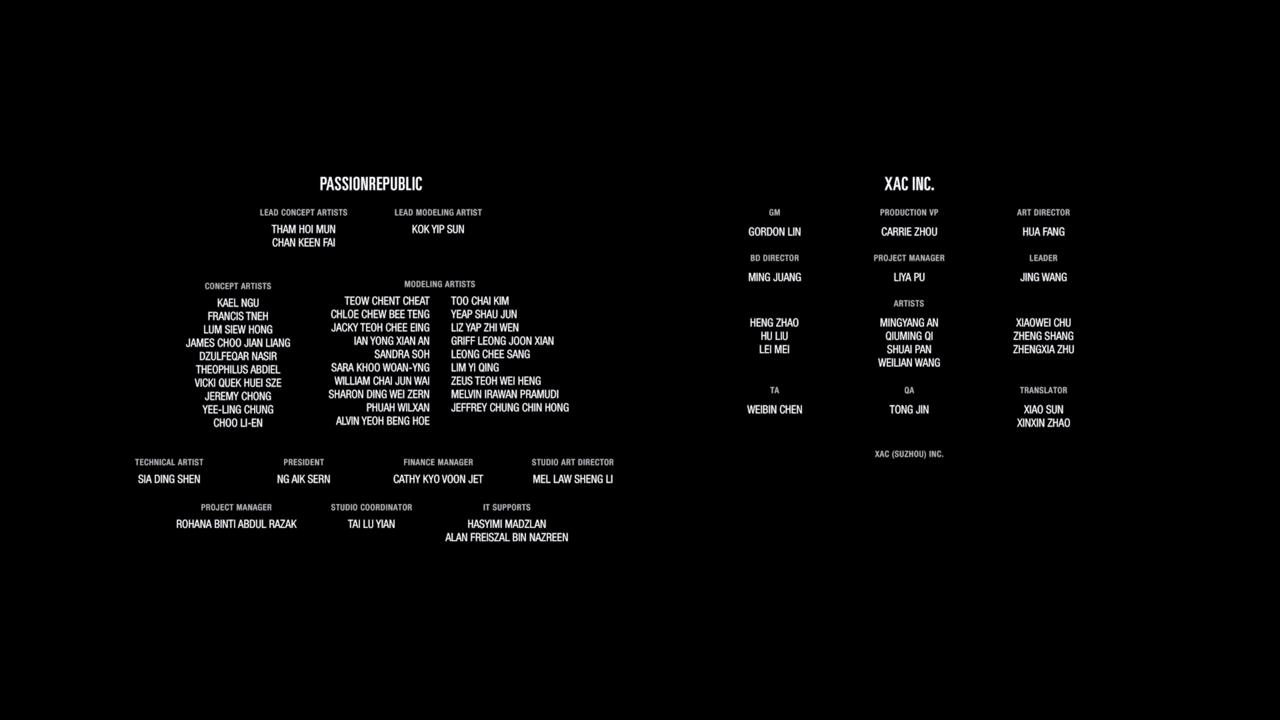 PASSIONREPUBLIC
LEAD CONCEPT ARTISTS
THAM HOI MUN
CHAN KEEN FAI
LEAD MODELING ARTIST
KOK YIP SUN
CONCEPT ARTISTS
KAEL NGU
FRANCIS TNEH
LUM SIEW HONG
JAMES CHOO JIAN LIANG
DZULFEQAR NASIR
THEOPHILUS ABDIEL
VICKI QUEK HUEI SZE
JEREMY CHONG
YEE-LING CHUNG
CHOO LI-EN
MODELING ARTISTS
TEOW CHENT CHEAT
CHLOE CHEW BEE TENG
JACKY TEOH CHEE EING
IAN YONG XIAN AN
SANDRA SOH
SARA KHOO WOAN-YNG
WILLIAM CHAI JUN WAI
SHARON DING WEI ZERN
PHUAH WILXAN
ALVIN YEOH BENG HOE
TOO CHAI KIM
YEAP SHAU JUN
LIZ YAP ZHI WEN
GRIFF LEONG JOON XIAN
LEONG CHEE SANG
LIM YI QING
ZEUS TEOH WEI HENG
MELVIN IRAWAN PRAMUDI
JEFFREY CHUNG CHIN HONG
TECHNICAL ARTIST
SIA DING SHEN
PRESIDENT
NG AIK SERN
FINANCE MANAGER
CATHY KYO VOON JET
STUDIO ART DIRECTOR
MEL LAW SHENG LI
PROJECT MANAGER
ROHANA BINTI ABDUL RAZAK
STUDIO COORDINATOR
TAI LU YIAN
IT SUPPORTS
HASYIMI MADZLAN
ALAN FREISZAL BIN NAZREEN
XAC INC.
GM
GORDON LIN
PRODUCTION VP
CARRIE ZHOU
ART DIRECTOR
HUA FANG
BD DIRECTOR
MING JUANG
PROJECT MANAGER
LIYA PU
LEADER
JING WANG
ARTISTS
HENG ZHAO
HU LIU
LEI MEI
MINGYANG AN
QIUMING QI
SHUAI PAN
WEILIAN WANG
XIAOWEI CHU
ZHENG SHANG
ZHENGXIA ZHU
TA
WEIBIN CHEN
QA
TONG JIN
TRANSLATOR
XIAO SUN
XINXIN ZHAO
XAC (SUZHOU) INC.